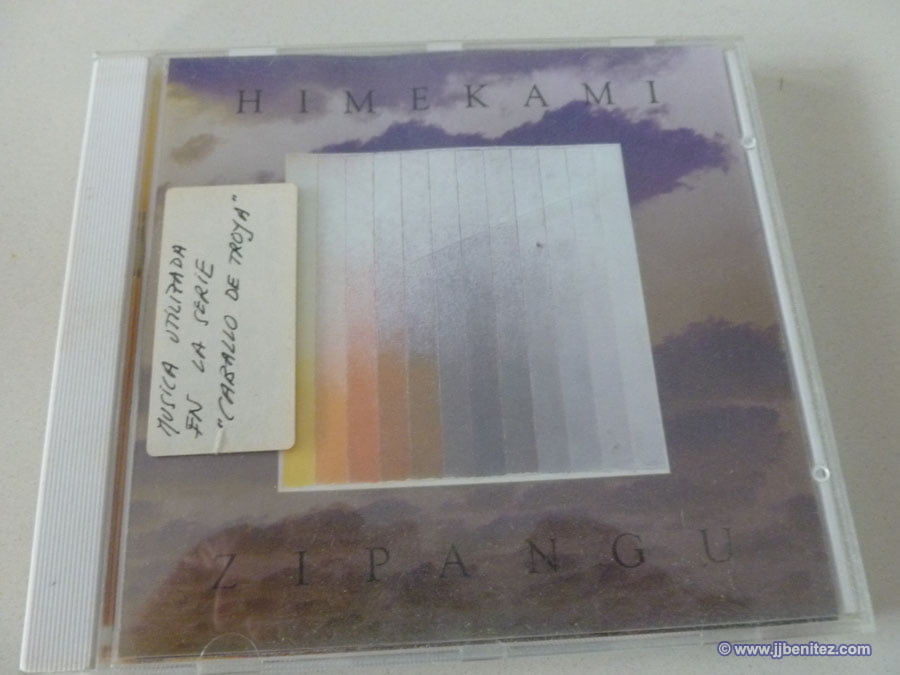 HIMEKAMI
MUSICA UTILIZADA
EN LA SERIE
"CABALLO DE TROYA"
ZIPANGU
© www.jjbenitez.com